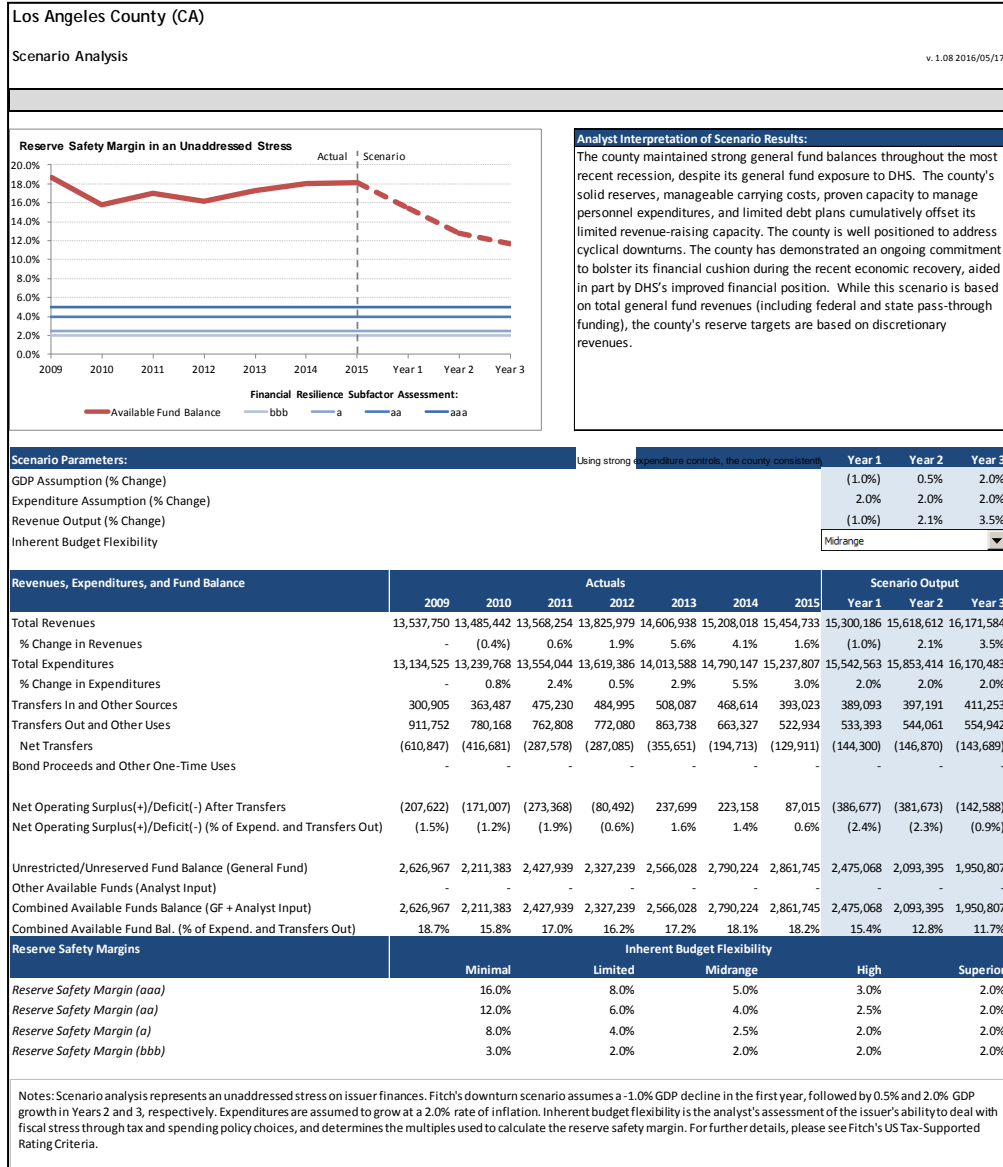 Los Angeles County (CA)
Scenario Analysis
v. 1.08 2016/05/17
Reserve Safety Margin in an Unaddressed Stress
Actual Scenario
20.0%
18.0%
16.0%
14.0%
12.0%
10.0%
8.0%
6.0%
4.0%
2.0%
0.0%
2009 2010 2011 2012 2013 2014 2015 Year 1 Year 2 Year 3
Financial Resilience Subfactor Assessment:
Available Fund Balance bbb a aa aaa
Analyst Interpretation of Scenario Results:
The county maintained strong general fund balances throughout the most
recent recession, despite its general fund exposure to DHS. The county's
solid reserves, manageable carrying costs, proven capacity to manage
personnel expenditures, and limited debt plans cumulatively offset its
limited revenue-raising capacity. The county is well positioned to address
cyclical downturns. The county has demonstrated an ongoing commitment
to bolster its financial cushion during the recent economic recovery, aided
in part by DHS's improved financial position. While this scenario is based
on total general fund revenues (including federal and state pass-through
funding), the county's reserve targets are based on discretionary
revenues.
Scenario Parameters: Using strong expenditure controls, the county consistently Year 1 Year 2 Year 3
GDP Assumption (% Change) (1.0%) 0.5% 2.0%
Expenditure Assumption (% Change) 2.0% 2.0% 2.0%
Revenue Output (% Change) (1.0%) 2.1% 3.5%
Inherent Budget Flexibility Midrange
Revenues, Expenditures, and Fund Balance Actuals Scenario Output
2009 2010 2011 2012 2013 2014 2015 Year 1 Year 2 Year 3
Total Revenues 13,537,750 13,485,442 13,568,254 13,825,979 14,606,938 15,208,018 15,454,733 15,300,186 15,618,612 16,171,584
% Change in Revenues - (0.4%) 0.6% 1.9% 5.6% 4.1% 1.6% (1.0%) 2.1% 3.5%
Total Expenditures 13,134,525 13,239,768 13,554,044 13,619,386 14,013,588 14,790,147 15,237,807 15,542,563 15,853,414 16,170,483
% Change in Expenditures - 0.8% 2.4% 0.5% 2.9% 5.5% 3.0% 2.0% 2.0% 2.0%
Transfers In and Other Sources 300,905 363,487 475,230 484,995 508,087 468,614 393,023 389,093 397,191 411,253
Transfers Out and Other Uses 911,752 780,168 762,808 772,080 863,738 663,327 522,934 533,393 544,061 554,942
Net Transfers (610,847) (416,681) (287,578) (287,085) (355,651) (194,713) (129,911) (144,300) (146,870) (143,689)
Bond Proceeds and Other One-Time Uses - - - - - - - - - -
Net Operating Surplus(+)/Deficit(-) After Transfers (207,622) (171,007) (273,368) (80,492) 237,699 223,158 87,015 (386,677) (381,673) (142,588)
Net Operating Surplus(+)/Deficit(-) (% of Expend. and Transfers Out) (1.5%) (1.2%) (1.9%) (0.6%) 1.6% 1.4% 0.6% (2.4%) (2.3%) (0.9%)
Unrestricted/Unreserved Fund Balance (General Fund) 2,626,967 2,211,383 2,427,939 2,327,239 2,566,028 2,790,224 2,861,745 2,475,068 2,093,395 1,950,807
Other Available Funds (Analyst Input) - - - - - - - - - -
Combined Available Funds Balance (GF + Analyst Input) 2,626,967 2,211,383 2,427,939 2,327,239 2,566,028 2,790,224 2,861,745 2,475,068 2,093,395 1,950,807
Combined Available Fund Bal. (% of Expend. and Transfers Out) 18.7% 15.8% 17.0% 16.2% 17.2% 18.1% 18.2% 15.4% 12.8% 11.7%
Reserve Safety Margins Inherent Budget Flexibility
Minimal Limited Midrange High Superior
Reserve Safety Margin (aaa) 16.0% 8.0% 5.0% 3.0% 2.0%
Reserve Safety Margin (aa) 12.0% 6.0% 4.0% 2.5% 2.0%
Reserve Safety Margin (a) 8.0% 4.0% 2.5% 2.0% 2.0%
Reserve Safety Margin (bbb) 3.0% 2.0% 2.0% 2.0% 2.0%
Notes: Scenario analysis represents an unaddressed stress on issuer finances. Fitch's downturn scenario assumes a -1.0% GDP decline in the first year, followed by 0.5% and 2.0% GDP
growth in Years 2 and 3, respectively. Expenditures are assumed to grow at a 2.0% rate of inflation. Inherent budget flexibility is the analyst's assessment of the issuer's ability to deal with
fiscal stress through tax and spending policy choices, and determines the multiples used to calculate the reserve safety margin. For further details, please see Fitch's US Tax-Supported
Rating Criteria.